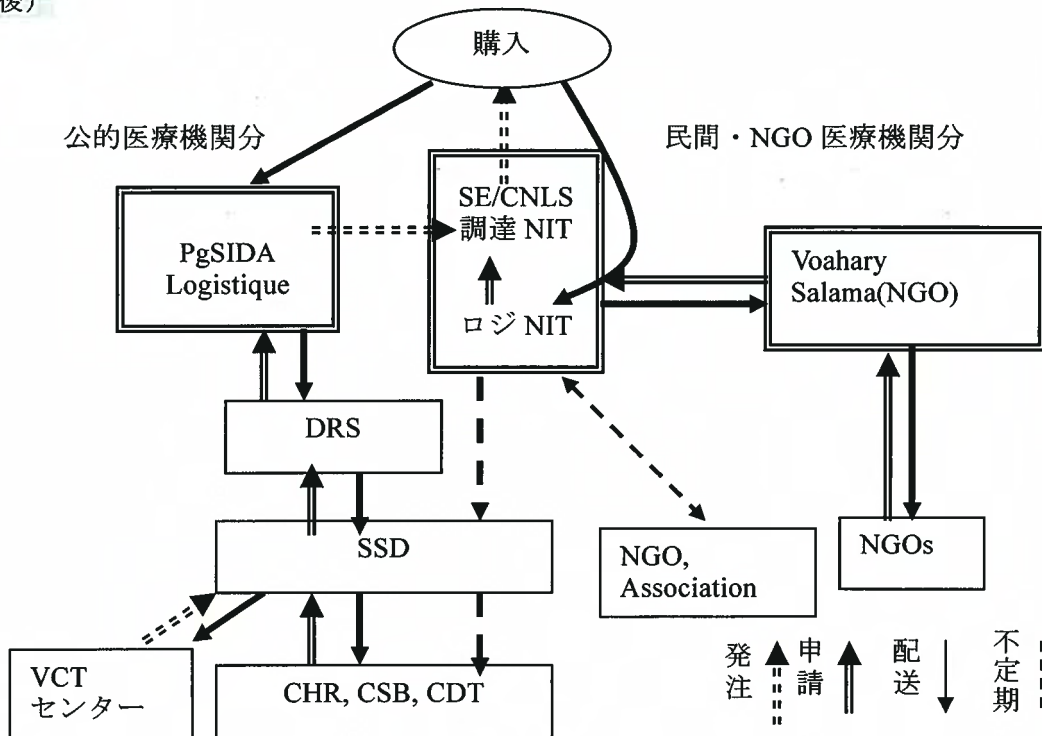 後）
購入
公的医療機関分
民間・NGO 医療機関分
SE/CNLS
調達 NIT
ロジ NIT
PgSIDA
Logistique
Voahary
Salama(NGO)
DRS
SSD
NGO,
Association
NGOs
VCT
センター
CHR, CSB, CDT
発注
申請
配送
不定期